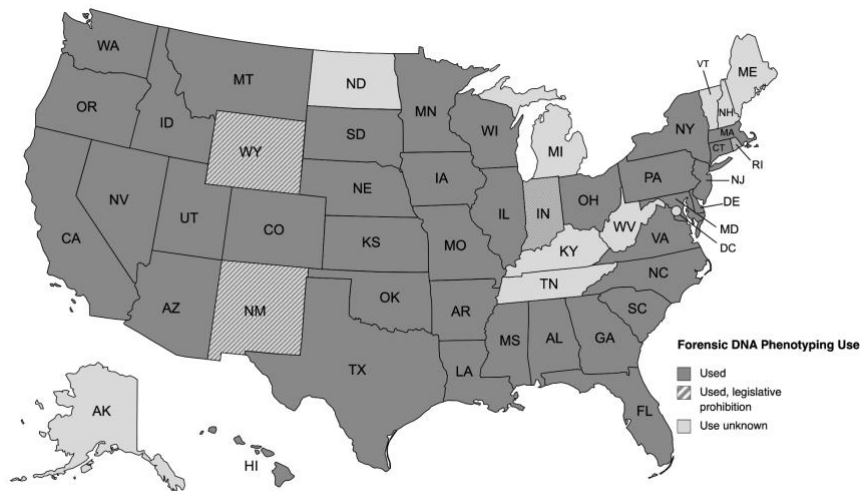 WA
OR
CA
ID
NV
MT
WY
UT
AZ
CO
NM
ND
SD
NE
KS
OK
TX
MN
IA
MO
AR
LA
WI
IL
MS
MI
IN
KY
TN
AL
OH
WV
GA
FL
SC
NC
VA
PA
NY
VT
NH
ME
MA
CT
RI
NJ
DE
MD
DC
AK
HI
Forensic DNA Phenotyping Use
Used
Used, legislative
prohibition
Use unknown